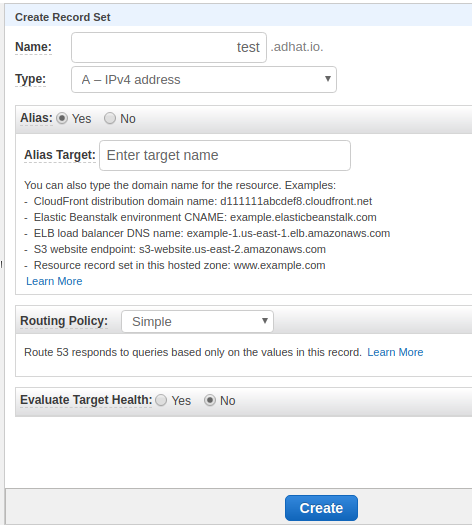 Create Record Set
Name: test .adhat.io.
Type: A – IPv4 address
Alias: Yes No
Alias Target: Enter target name
You can also type the domain name for the resource. Examples:
- CloudFront distribution domain name: d111111abcdef8.cloudfront.net
- Elastic Beanstalk environment CNAME: example.elasticbeanstalk.com
- ELB load balancer DNS name: example-1.us-east-1.elb.amazonaws.com
- S3 website endpoint: s3-website.us-east-2.amazonaws.com
- Resource record set in this hosted zone: www.example.com
Learn More
Routing Policy: Simple
Route 53 responds to queries based only on the values in this record. Learn More
Evaluate Target Health: Yes No
Create